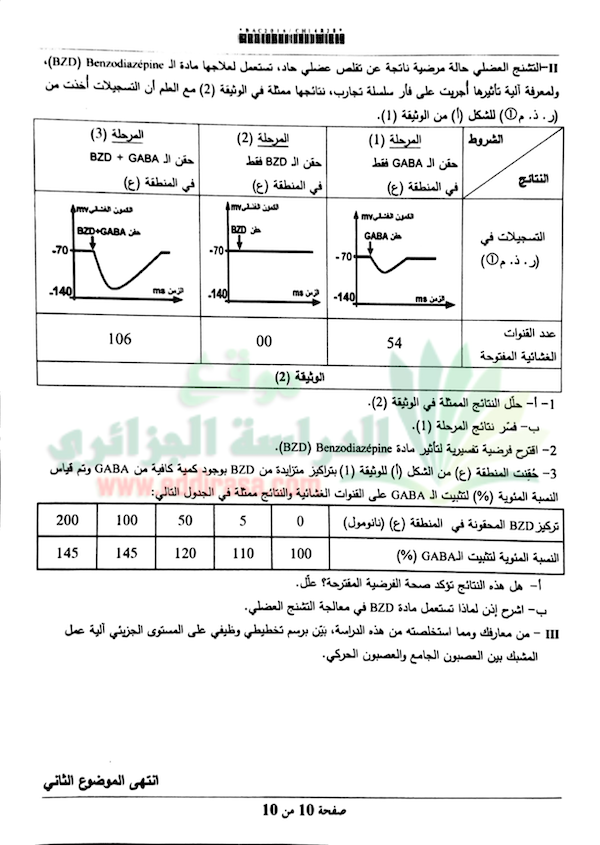 *BAC2014/CH14B28*
II–التشنج العضلي حالة مرضية ناتجة عن تقلص عضلي حاد، تستعمل لعلاجها مادة الـ Benzodiazépine (BZD)،
ولمعرفة آلية تأثيرها أجريت على فأر سلسلة تجارب، نتائجها ممثلة في الوثيقة (2) مع العلم أن التسجيلات أخذت من
(ر . ذ. م①) للشكل (أ) من الوثيقة (1).
الشروط
النتائج
المرحلة (1)
حقن الـ GABA فقط
في المنطقة (ع)
المرحلة (2)
حقن الـ BZD فقط
في المنطقة (ع)
المرحلة (3)
حقن الـ BZD + GABA
في المنطقة (ع)
التسجيلات في
(ر. ذ. م①)
الكمون الغشائي mv
حقن GABA
-70
-140
الزمن ms
الكمون الغشائي mv
حقن BZD
-70
-140
الزمن ms
الكمون الغشائي mv
حقن BZD+GABA
-70
-140
الزمن ms
عدد القنوات
الغشائية المفتوحة
54
00
106
الوثيقة (2)
1– أ– حلّل النتائج الممثلة في الوثيقة (2).
ب– فسّر نتائج المرحلة (1).
2– اقترح فرضية تفسيرية لتأثير مادة Benzodiazépine (BZD).
3– حُقِنت المنطقة (ع) من الشكل (أ) للوثيقة (1) بتراكيز متزايدة من BZD بوجود كمية كافية من GABA وتم قياس
النسبة المئوية (%) لتثبيت الـ GABA على القنوات الغشائية والنتائج ممثلة في الجدول التالي:
تركيز BZD المحقونة في المنطقة (ع) (نانومول) 0 5 50 100 200
النسبة المئوية لتثبيت الـGABA (%) 100 110 120 145 145
أ– هل هذه النتائج تؤكد صحة الفرضية المقترحة؟ علّل.
ب– اشرح إذن لماذا تستعمل مادة BZD في معالجة التشنج العضلي.
III – من معارفك ومما استخلصته من هذه الدراسة، بيّن برسم تخطيطي وظيفي على المستوى الجزيئي آلية عمل
المشبك بين العصبون الجامع والعصبون الحركي.
انتهى الموضوع الثاني
صفحة 10 من 10
موقع
الدراسة الجزائري
www.eddirasa.com